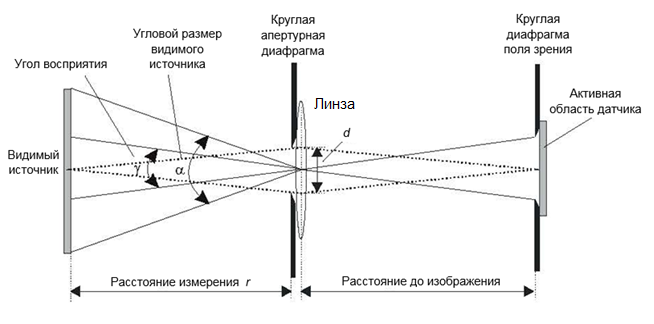 Угол восприятия
Угловой размер
видимого
источника
Круглая
апертурная
диафрагма
Круглая
диафрагма
поля зрения
Линза
Активная
область датчика
Видимый
источник
γ
α
d
Расстояние измерения r
Расстояние до изображения